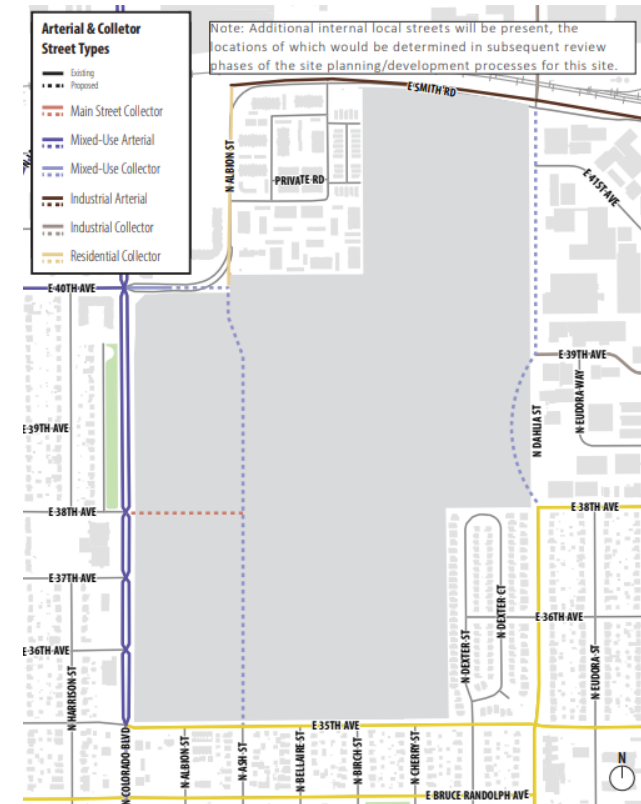 Arterial & Colletor
Street Types
Existing
Proposed
Main Street Collector
Mixed-Use Arterial
Mixed-Use Collector
Industrial Arterial
Industrial Collector
Residential Collector
Note: Additional internal local streets will be present, the
locations of which would be determined in subsequent review
phases of the site planning/development processes for this site.
E SMITH RD
N ALBION ST
PRIVATE RD
E 41ST AVE
E 40TH AVE
E 39TH AVE
N EUDORA WAY
N DAHLIA ST
E 39TH AVE
E 38TH AVE
E 38TH AVE
E 37TH AVE
N DEXTER CT
E 36TH AVE
E 36TH AVE
N DEXTER ST
N EUDORA ST
N HARRISON ST
E 35TH AVE
N COLORADO BLVD
N ALBION ST
N ASH ST
N BELLAIRE ST
N BIRCH ST
N CHERRY ST
N
E BRUCE RANDOLPH AVE